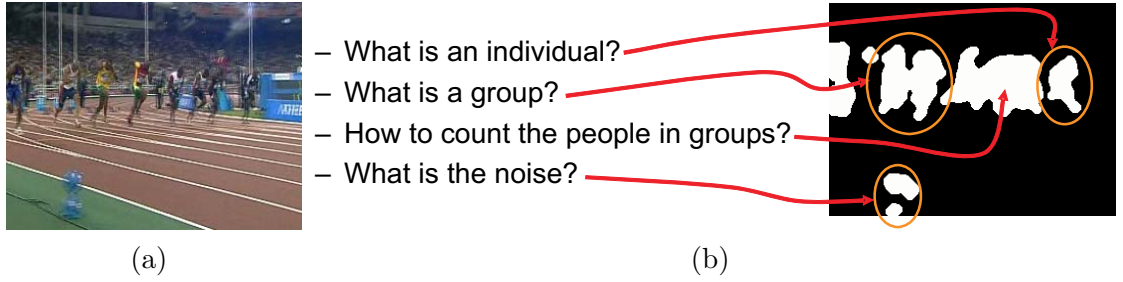 – What is an individual?
– What is a group?
– How to count the people in groups?
– What is the noise?
(a)
(b)